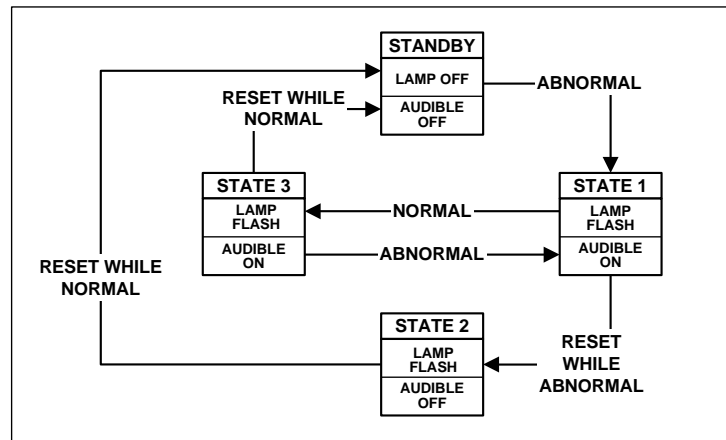 STANDBY
LAMP OFF
AUDIBLE
OFF
ABNORMAL
RESET WHILE
NORMAL
STATE 3
LAMP
FLASH
AUDIBLE
ON
NORMAL
ABNORMAL
STATE 1
LAMP
FLASH
AUDIBLE
ON
RESET WHILE
NORMAL
STATE 2
LAMP
FLASH
AUDIBLE
OFF
RESET
WHILE
ABNORMAL